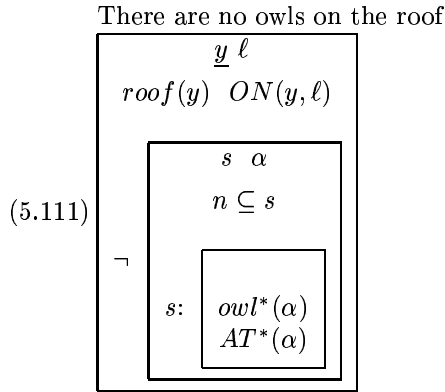 There are no owls on the roof
y ℓ
roof(y) ON(y, ℓ)
s α
n ⊆ s
(5.111)
¬
s:
owl*(α)
AT*(α)